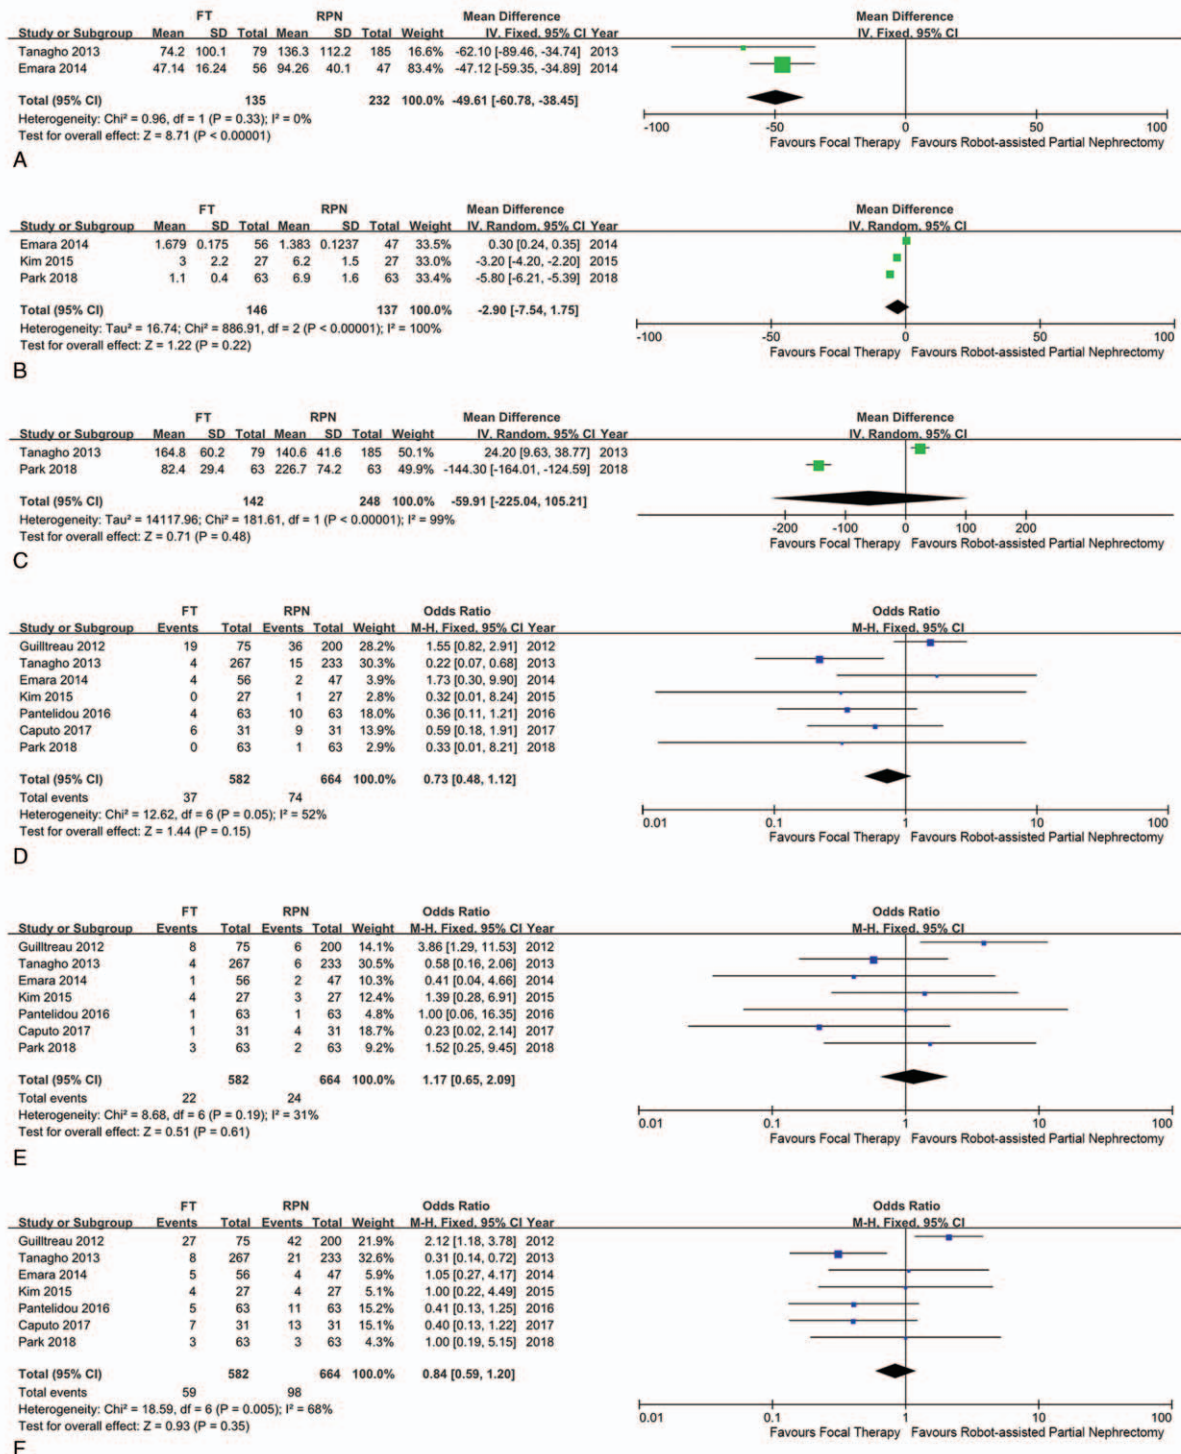 FT RPN Mean Difference Mean Difference
Study or Subgroup Mean SD Total Mean SD Total Weight IV, Fixed, 95% CI Year IV, Fixed, 95% CI
Tanagho 2013 74.2 100.1 79 136.3 112.2 185 16.6% -62.10 [-89.46, -34.74] 2013
Emara 2014 47.14 16.24 56 94.26 40.1 47 83.4% -47.12 [-59.35, -34.89] 2014
Total (95% CI) 135 232 100.0% -49.61 [-60.78, -38.45]
Heterogeneity: Chi² = 0.96, df = 1 (P = 0.33); I² = 0%
Test for overall effect: Z = 8.71 (P < 0.00001)
-100 -50 0 50 100
Favours Focal Therapy Favours Robot-assisted Partial Nephrectomy
A
FT RPN Mean Difference Mean Difference
Study or Subgroup Mean SD Total Mean SD Total Weight IV, Random, 95% CI Year IV, Random, 95% CI
Emara 2014 1.679 0.175 56 1.383 0.1237 47 33.5% 0.30 [0.24, 0.35] 2014
Kim 2015 3 2.2 27 6.2 1.5 27 33.0% -3.20 [-4.20, -2.20] 2015
Park 2018 1.1 0.4 63 6.9 1.6 63 33.4% -5.80 [-6.21, -5.39] 2018
Total (95% CI) 146 137 100.0% -2.90 [-7.54, 1.75]
Heterogeneity: Tau² = 16.74; Chi² = 886.91, df = 2 (P < 0.00001); I² = 100%
Test for overall effect: Z = 1.22 (P = 0.22)
-100 -50 0 50 100
Favours Focal Therapy Favours Robot-assisted Partial Nephrectomy
B
FT RPN Mean Difference Mean Difference
Study or Subgroup Mean SD Total Mean SD Total Weight IV, Random, 95% CI Year IV, Random, 95% CI
Tanagho 2013 164.8 60.2 79 140.6 41.6 185 50.1% 24.20 [9.63, 38.77] 2013
Park 2018 82.4 29.4 63 226.7 74.2 63 49.9% -144.30 [-164.01, -124.59] 2018
Total (95% CI) 142 248 100.0% -59.91 [-225.04, 105.21]
Heterogeneity: Tau² = 14117.96; Chi² = 181.61, df = 1 (P < 0.00001); I² = 99%
Test for overall effect: Z = 0.71 (P = 0.48)
-200 -100 0 100 200
Favours Focal Therapy Favours Robot-assisted Partial Nephrectomy
C
FT RPN Odds Ratio Odds Ratio
Study or Subgroup Events Total Events Total Weight M-H, Fixed, 95% CI Year M-H, Fixed, 95% CI
Guilltreau 2012 19 75 36 200 28.2% 1.55 [0.82, 2.91] 2012
Tanagho 2013 4 267 15 233 30.3% 0.22 [0.07, 0.68] 2013
Emara 2014 4 56 2 47 3.9% 1.73 [0.30, 9.90] 2014
Kim 2015 0 27 1 27 2.8% 0.32 [0.01, 8.24] 2015
Pantelidou 2016 4 63 10 63 18.0% 0.36 [0.11, 1.21] 2016
Caputo 2017 6 31 9 31 13.9% 0.59 [0.18, 1.91] 2017
Park 2018 0 63 1 63 2.9% 0.33 [0.01, 8.21] 2018
Total (95% CI) 582 664 100.0% 0.73 [0.48, 1.12]
Total events 37 74
Heterogeneity: Chi² = 12.62, df = 6 (P = 0.05); I² = 52%
Test for overall effect: Z = 1.44 (P = 0.15)
0.01 0.1 1 10 100
Favours Focal Therapy Favours Robot-assisted Partial Nephrectomy
D
FT RPN Odds Ratio Odds Ratio
Study or Subgroup Events Total Events Total Weight M-H, Fixed, 95% CI Year M-H, Fixed, 95% CI
Guilltreau 2012 8 75 6 200 14.1% 3.86 [1.29, 11.53] 2012
Tanagho 2013 4 267 6 233 30.5% 0.58 [0.16, 2.06] 2013
Emara 2014 1 56 2 47 10.3% 0.41 [0.04, 4.66] 2014
Kim 2015 4 27 3 27 12.4% 1.39 [0.28, 6.91] 2015
Pantelidou 2016 1 63 1 63 4.8% 1.00 [0.06, 16.35] 2016
Caputo 2017 1 31 4 31 18.7% 0.23 [0.02, 2.14] 2017
Park 2018 3 63 2 63 9.2% 1.52 [0.25, 9.45] 2018
Total (95% CI) 582 664 100.0% 1.17 [0.65, 2.09]
Total events 22 24
Heterogeneity: Chi² = 8.68, df = 6 (P = 0.19); I² = 31%
Test for overall effect: Z = 0.51 (P = 0.61)
0.01 0.1 1 10 100
Favours Focal Therapy Favours Robot-assisted Partial Nephrectomy
E
FT RPN Odds Ratio Odds Ratio
Study or Subgroup Events Total Events Total Weight M-H, Fixed, 95% CI Year M-H, Fixed, 95% CI
Guilltreau 2012 27 75 42 200 21.9% 2.12 [1.18, 3.78] 2012
Tanagho 2013 8 267 21 233 32.6% 0.31 [0.14, 0.72] 2013
Emara 2014 5 56 4 47 5.9% 1.05 [0.27, 4.17] 2014
Kim 2015 4 27 4 27 5.1% 1.00 [0.22, 4.49] 2015
Pantelidou 2016 5 63 11 63 15.2% 0.41 [0.13, 1.25] 2016
Caputo 2017 7 31 13 31 15.1% 0.40 [0.13, 1.22] 2017
Park 2018 3 63 3 63 4.3% 1.00 [0.19, 5.15] 2018
Total (95% CI) 582 664 100.0% 0.84 [0.59, 1.20]
Total events 59 98
Heterogeneity: Chi² = 18.59, df = 6 (P = 0.005); I² = 68%
Test for overall effect: Z = 0.93 (P = 0.35)
0.01 0.1 1 10 100
Favours Focal Therapy Favours Robot-assisted Partial Nephrectomy
F